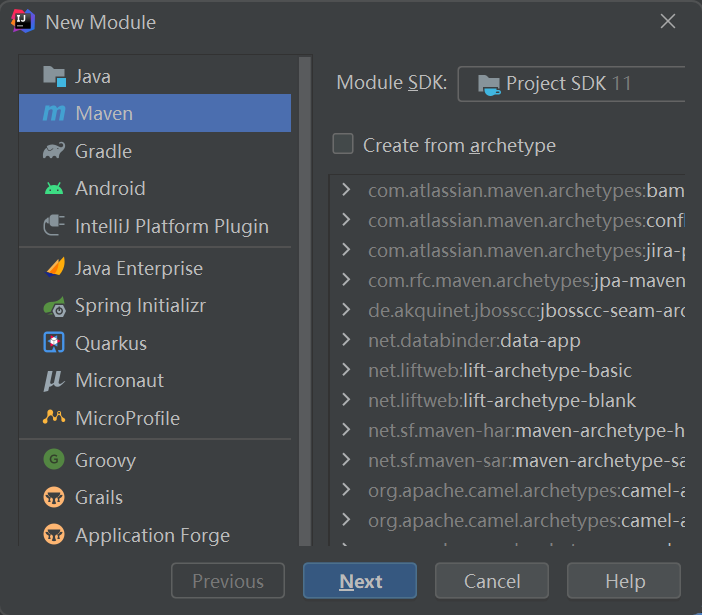 New Module
Java
Maven
Gradle
Android
IntelliJ Platform Plugin
Java Enterprise
Spring Initializr
Quarkus
Micronaut
MicroProfile
Groovy
Grails
Application Forge
Module SDK: Project SDK 11
Create from archetype
com.atlassian.maven.archetypes:bam
com.atlassian.maven.archetypes:confl
com.atlassian.maven.archetypes:jira-p
com.rfc.maven.archetypes:jpa-maven
de.akquinet.jbosscc:jbosscc-seam-arc
net.databinder:data-app
net.liftweb:lift-archetype-basic
net.liftweb:lift-archetype-blank
net.sf.maven-har:maven-archetype-h
net.sf.maven-sar:maven-archetype-sa
org.apache.camel.archetypes:camel-a
org.apache.camel.archetypes:camel-a
Previous
Next
Cancel
Help